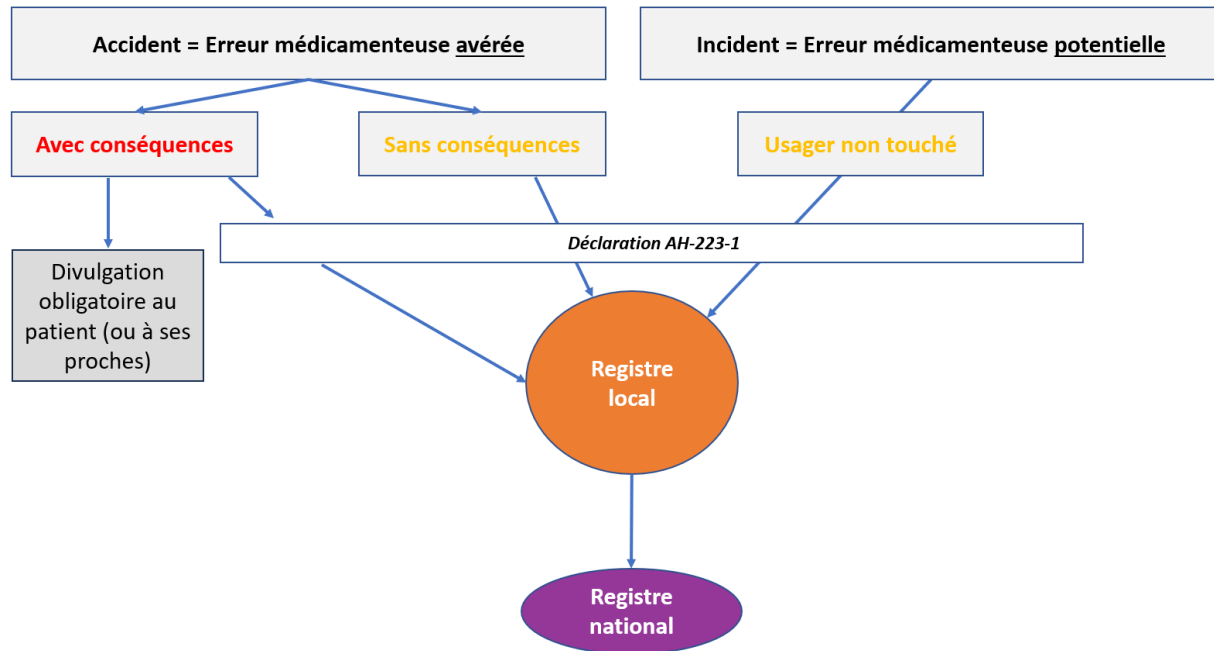 Accident = Erreur médicamenteuse avérée
Incident = Erreur médicamenteuse potentielle
Avec conséquences
Sans conséquences
Usager non touché
Déclaration AH-223-1
Divulgation
obligatoire au
patient (ou à ses
proches)
Registre
local
Registre
national